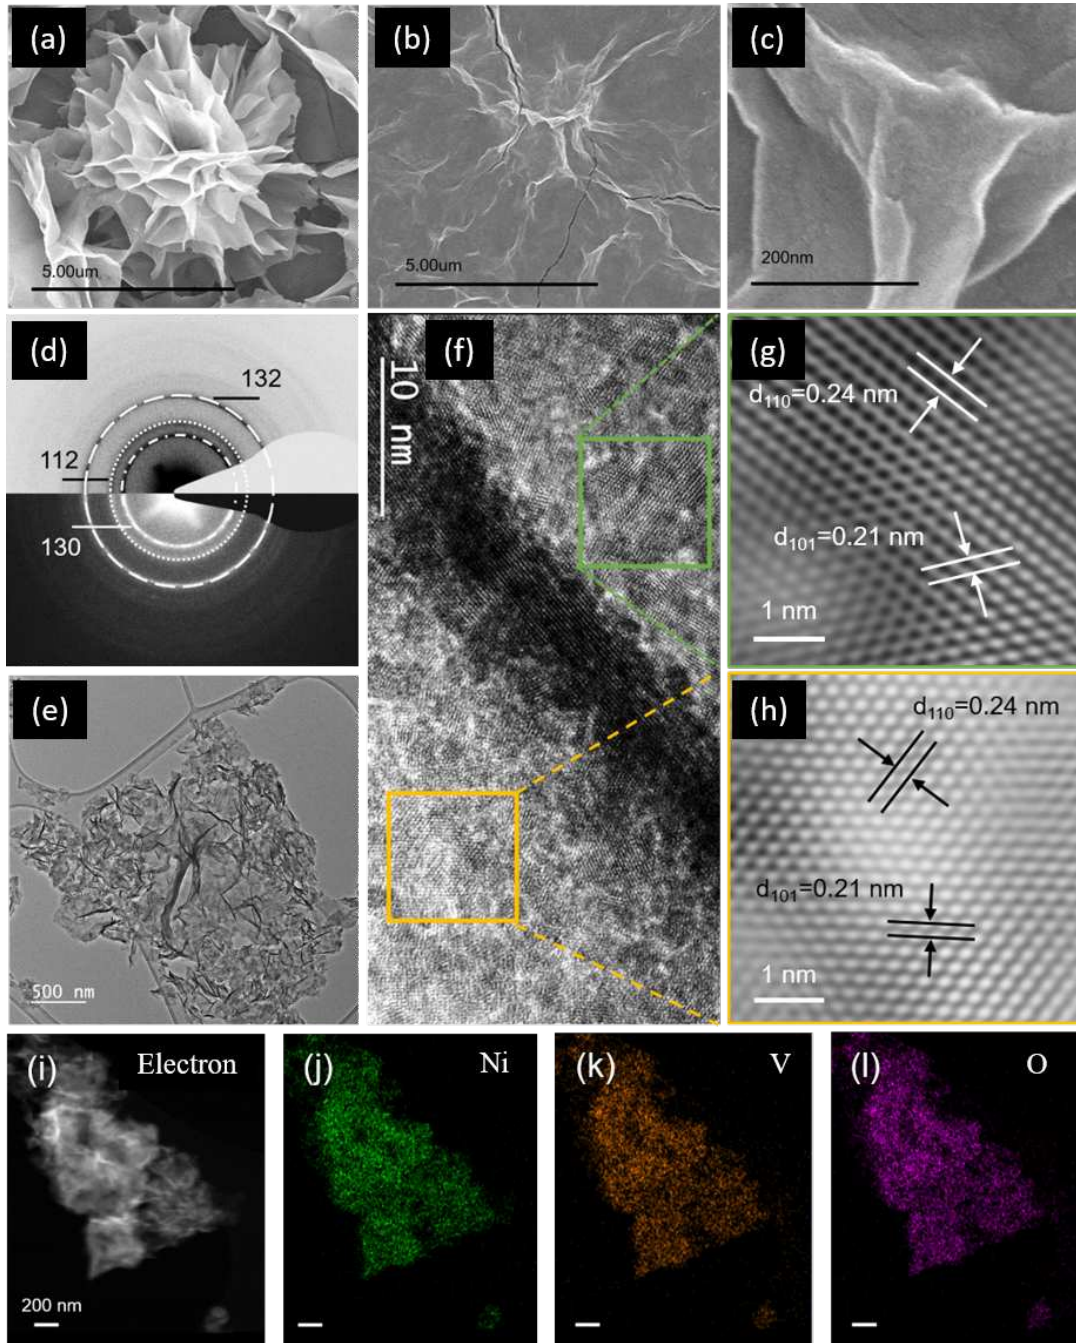 (a)
5.00um
(b)
5.00um
(c)
200nm
(d)
132
112
130
(e)
500 nm
(f)
10 nm
(g)
d₁₁₀=0.24 nm
d₁₀₁=0.21 nm
1 nm
(h)
d₁₁₀=0.24 nm
d₁₀₁=0.21 nm
1 nm
(i) Electron
200 nm
(j) Ni
(k) V
(l) O